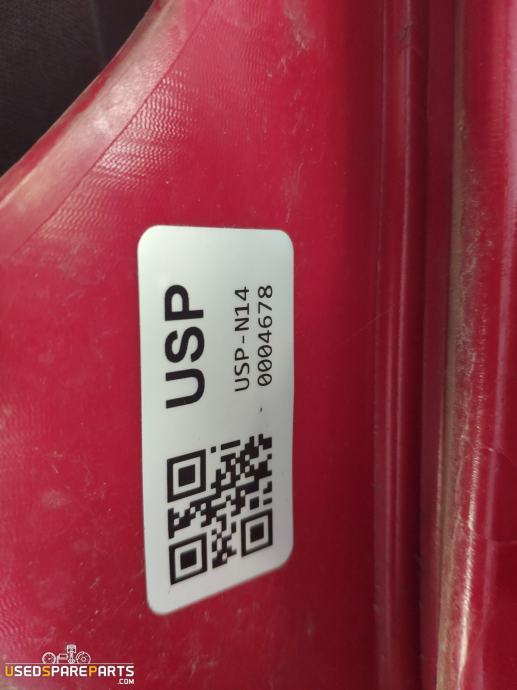 USP
USP-N14
0004678
USEDSPAREPARTS
.COM